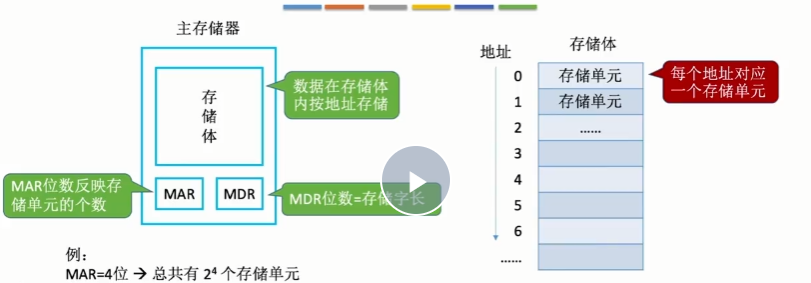 主存储器
存
储
体
MAR
MDR
数据在存储体
内按地址存储
MAR位数反映存
储单元的个数
MDR位数=存储字长
例：
MAR=4位 → 总共有 2⁴ 个存储单元
地址
存储体
0
存储单元
1
存储单元
2
......
3
4
5
6
......
每个地址对应
一个存储单元